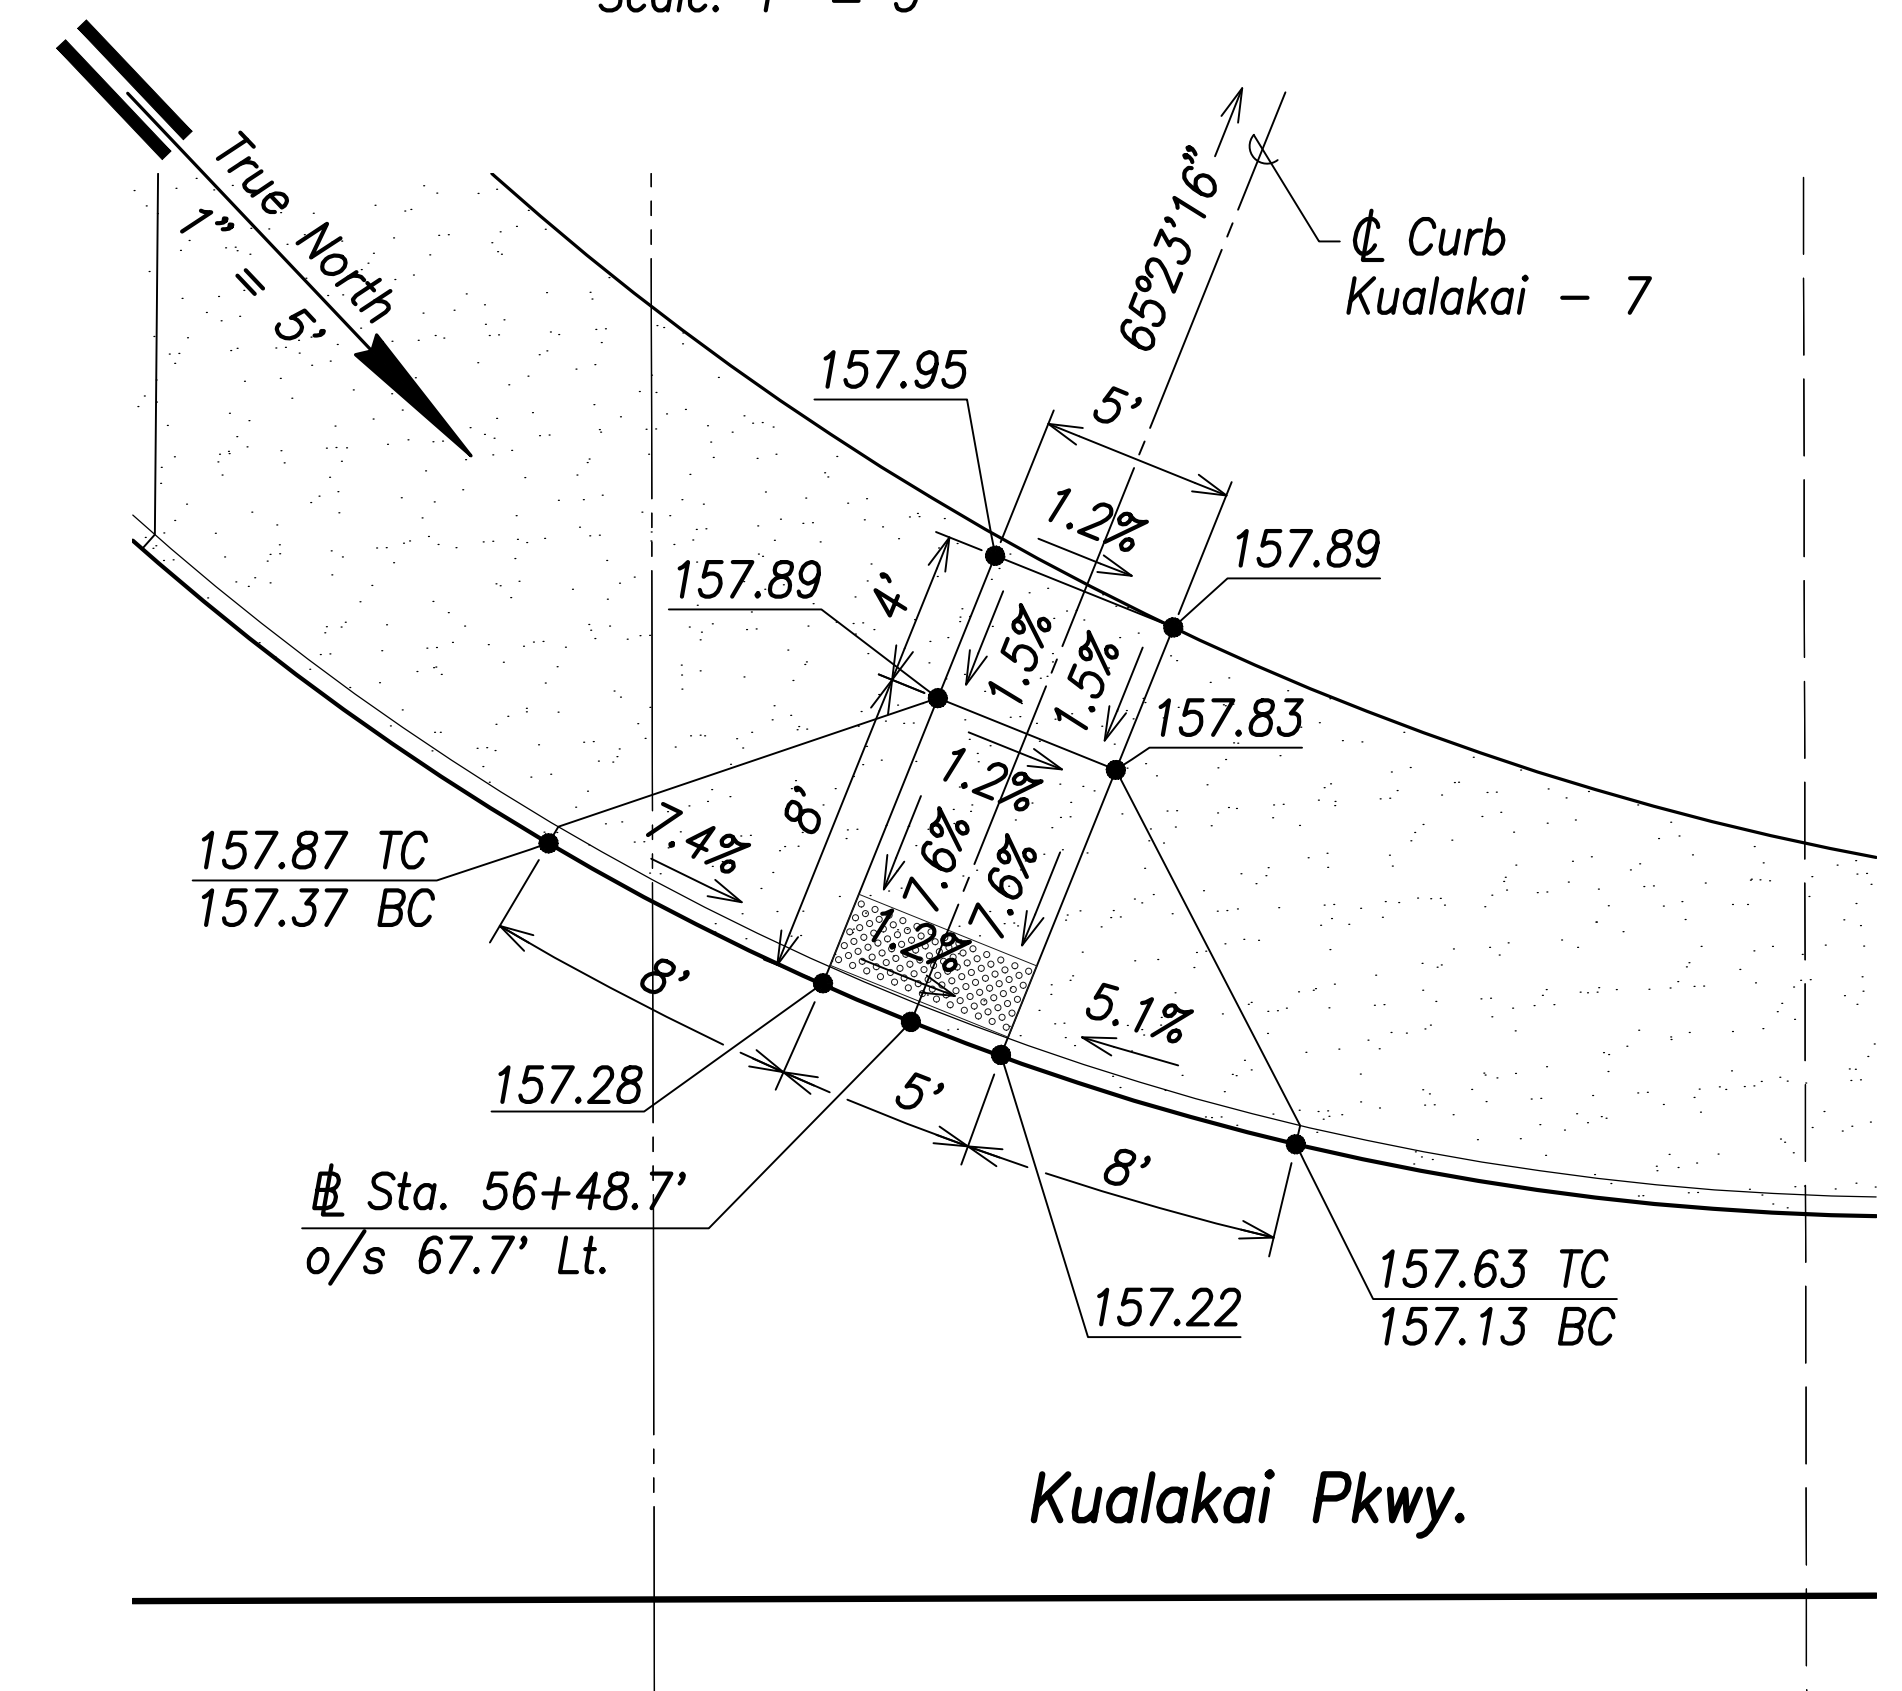 True North
1" = 5'
65°23'16"
℄ Curb
Kualakai - 7
157.95
5'
1.2%
157.89
157.89
4'
1.5%
1.5%
157.83
1.2%
8'
7.4%
7.6%
7.6%
157.87 TC
157.37 BC
1.2%
8'
5.1%
157.28
5'
8'
Sta. 56+48.7'
o/s 67.7' Lt.
157.22
157.63 TC
157.13 BC
Kualakai Pkwy.